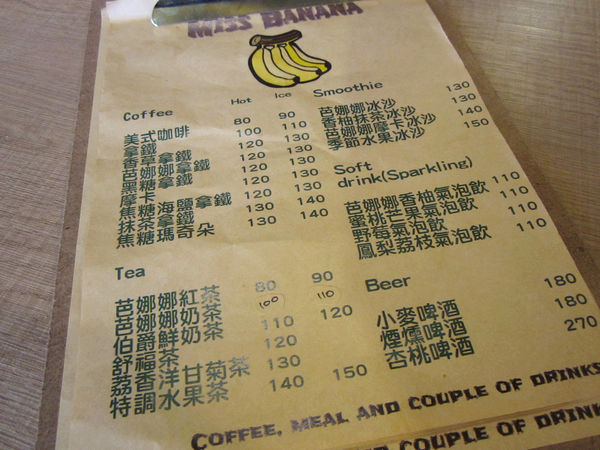 MISS BANANA
Coffee Hot Ice
美式咖啡 80 90
拿鐵 100 110
香草拿鐵 120 130
芭娜娜拿鐵 120 130
黑糖拿鐵 120 130
摩卡 120 130
焦糖海鹽拿鐵 120 130
抹茶拿鐵 130 140
焦糖瑪奇朵 130 140
Tea
芭娜娜紅茶 80 90
芭娜娜奶茶 100 110
伯爵鮮奶茶 110 120
舒福茶 120
荔香洋甘菊茶 130
特調水果茶 140 150
Smoothie
芭娜娜冰沙 130
香柚抹茶冰沙 130
芭娜娜摩卡冰沙 140
季節水果冰沙 150
Soft
drink(Sparkling)
芭娜娜香柚氣泡飲 110
蜜桃芒果氣泡飲 110
野莓氣泡飲 110
鳳梨荔枝氣泡飲 110
Beer
小麥啤酒 180
煙燻啤酒 180
杏桃啤酒 270
COFFEE, MEAL AND COUPLE OF DRINKS
COUPLE OF DRINK